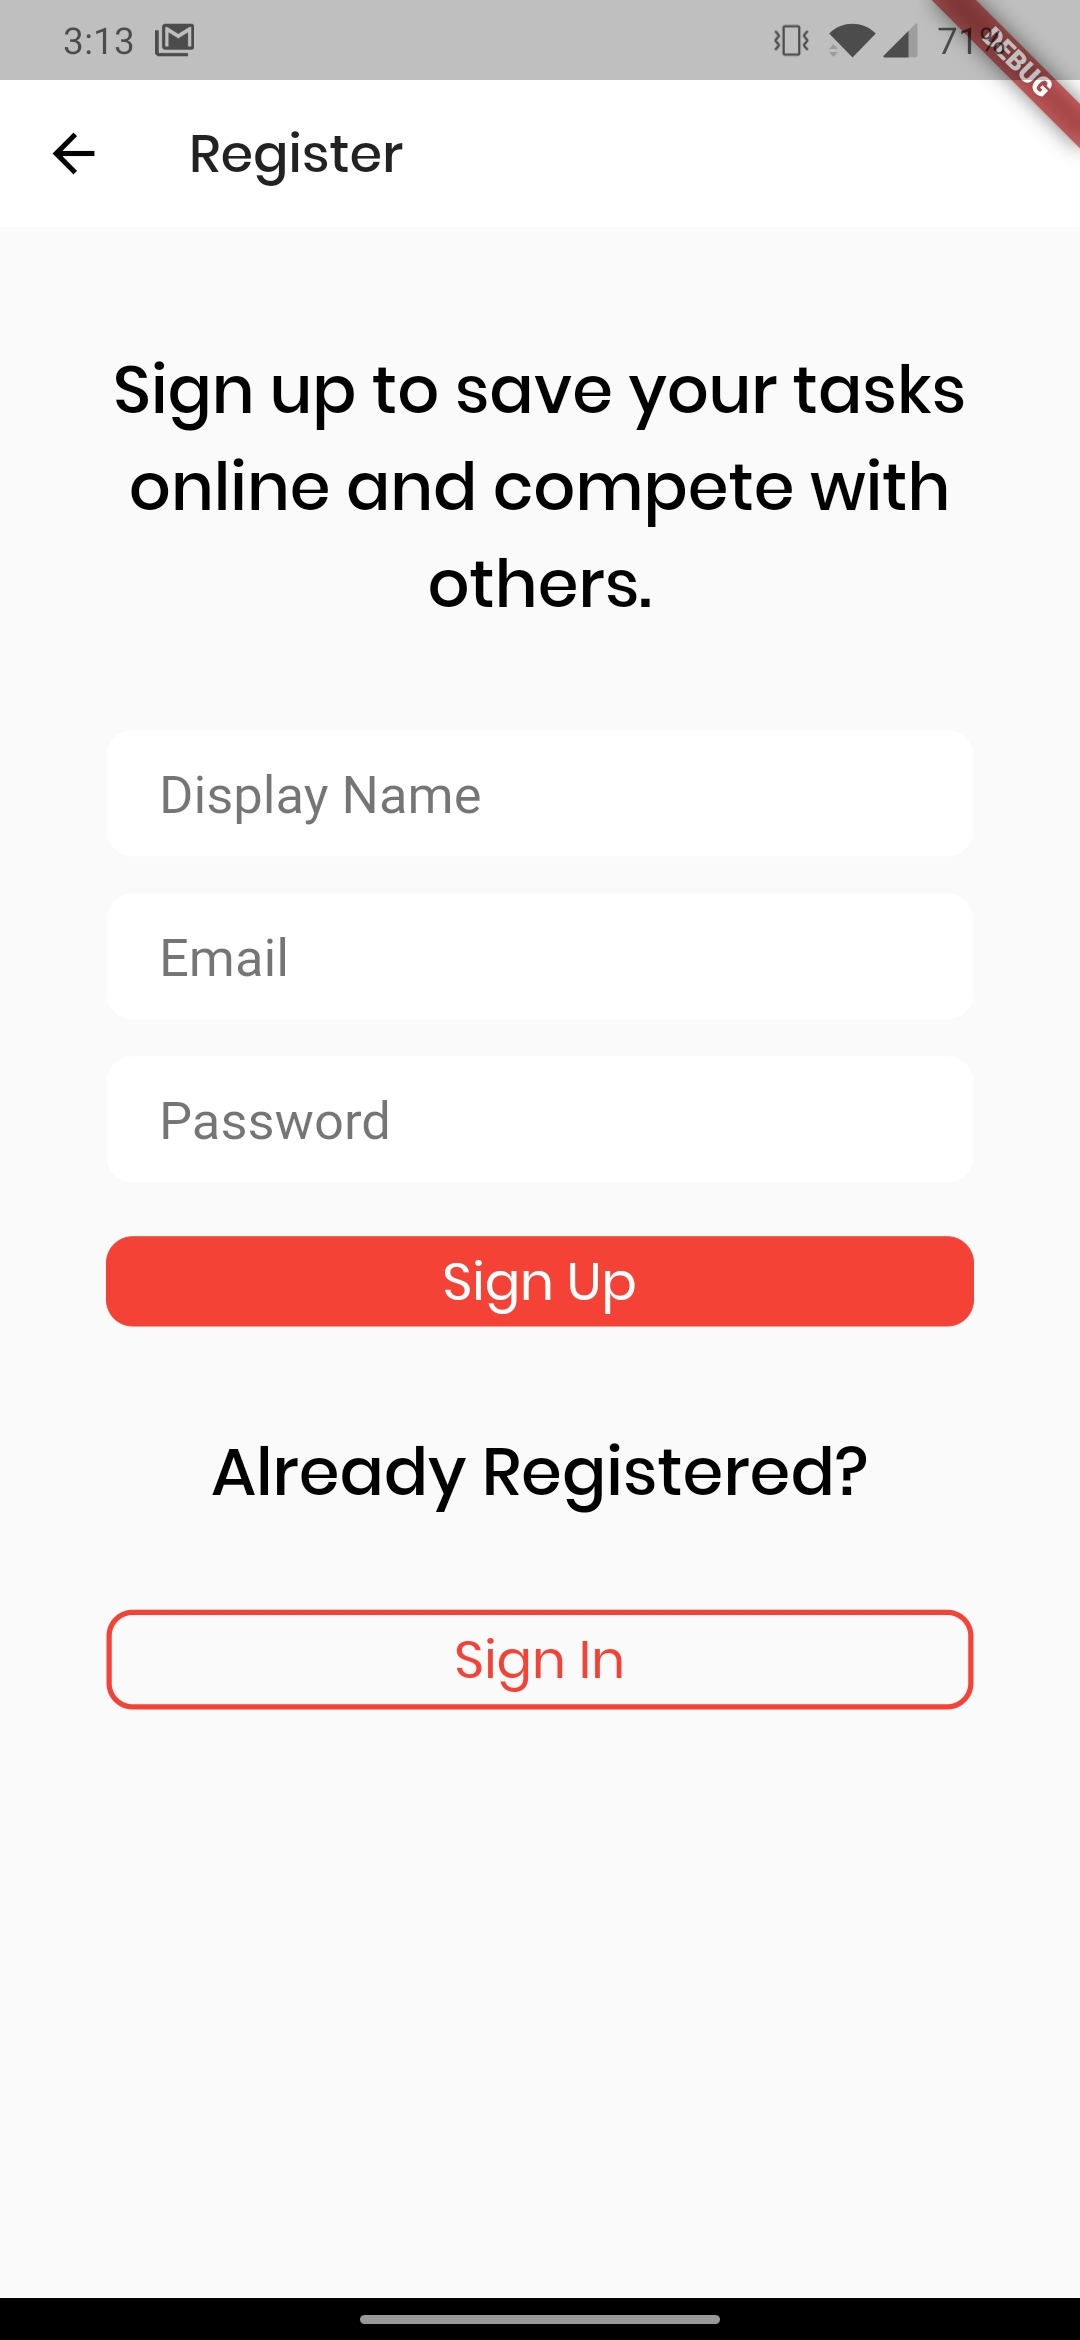 3:13 71%
DEBUG
Register
Sign up to save your tasks
online and compete with
others.
Display Name
Email
Password
Sign Up
Already Registered?
Sign In